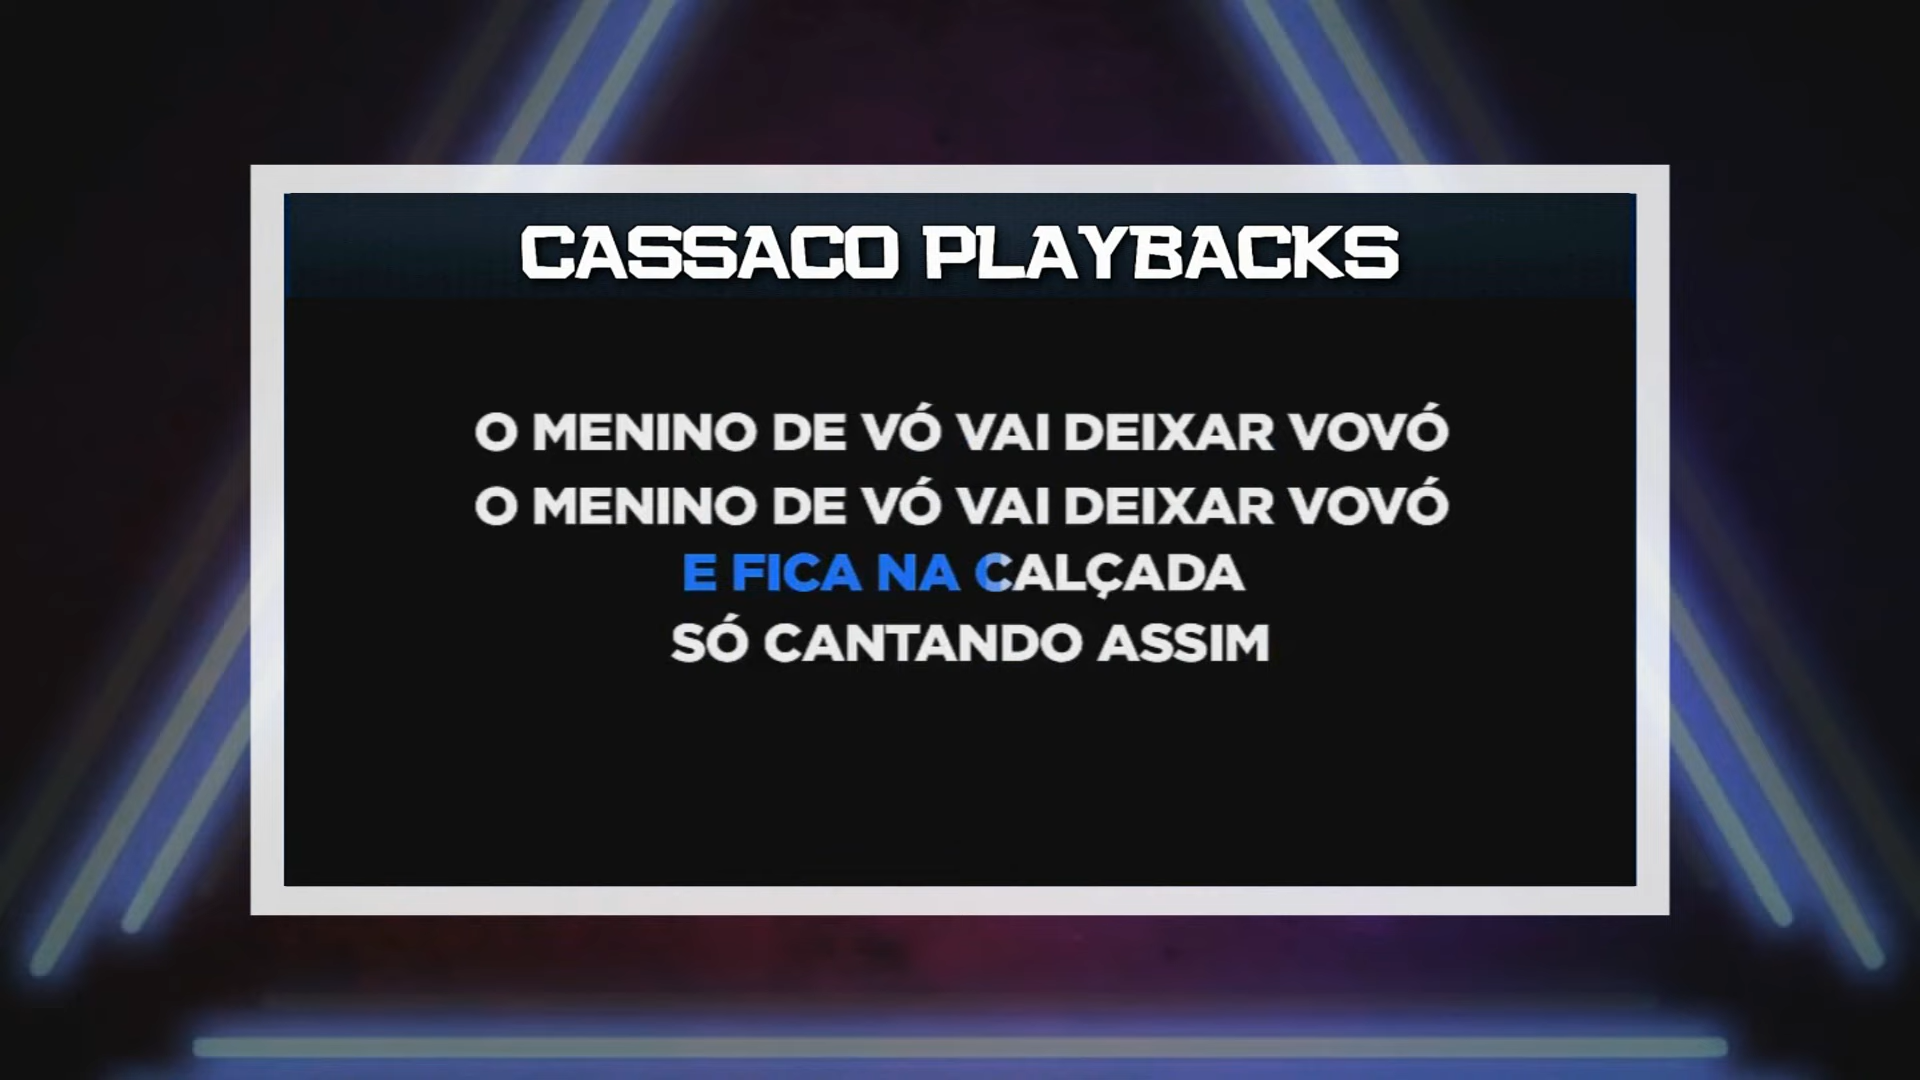 CASSACO PLAYBACKS
O MENINO DE VÓ VAI DEIXAR VOVÓ
O MENINO DE VÓ VAI DEIXAR VOVÓ
E FICA NA CALÇADA
SÓ CANTANDO ASSIM